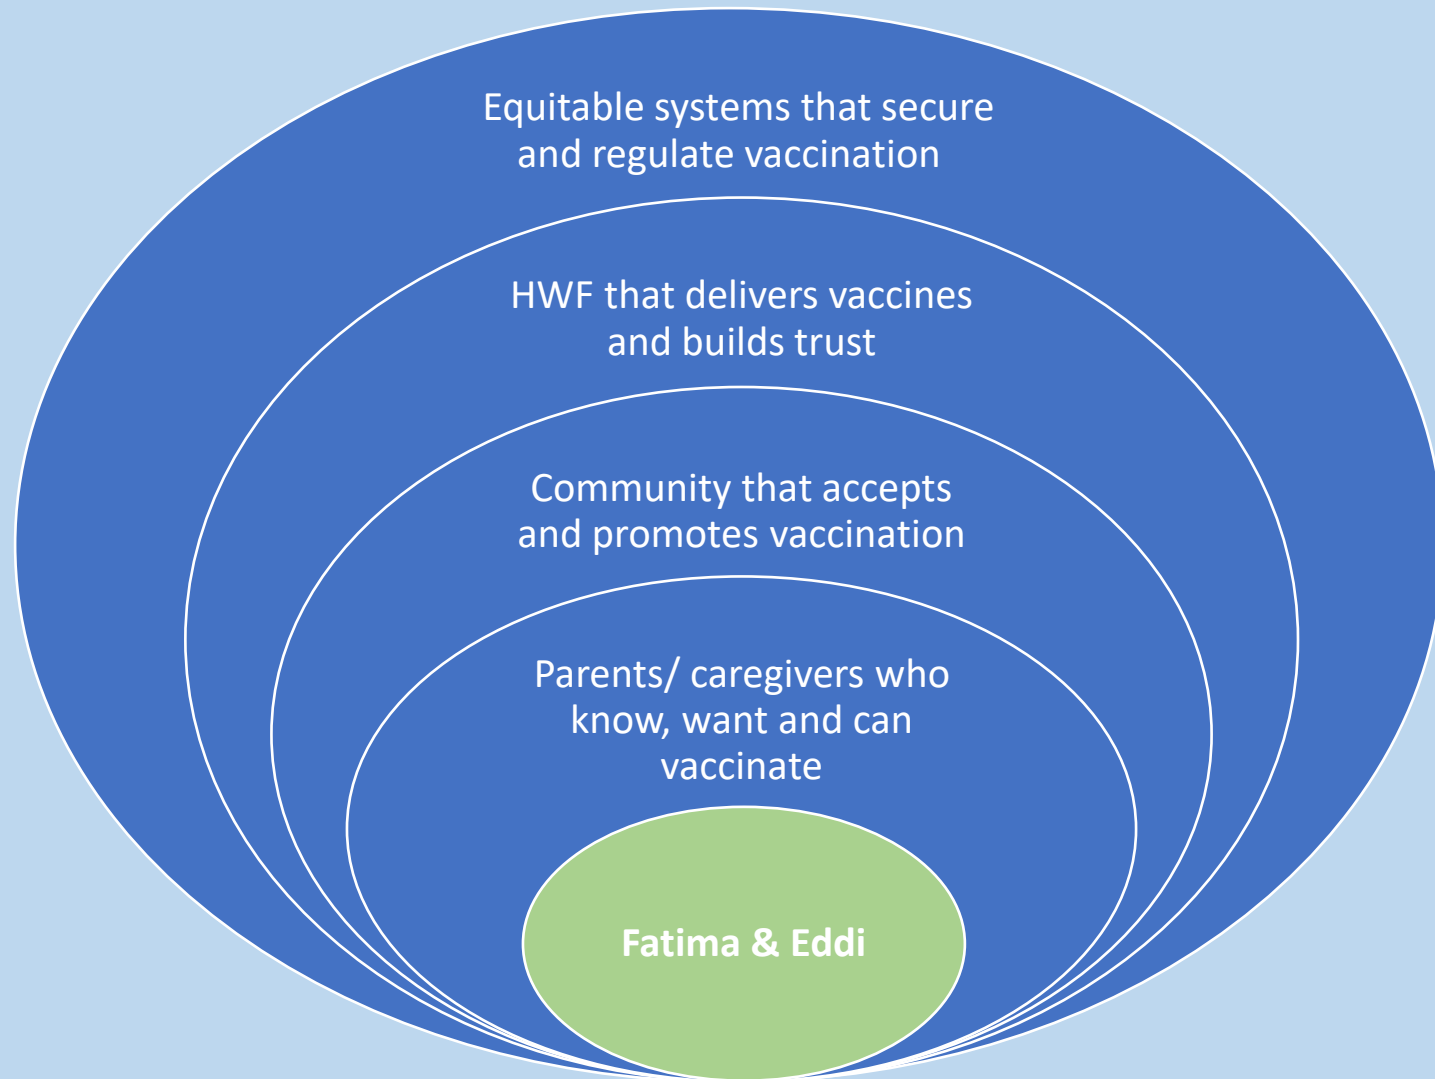 Equitable systems that secure
and regulate vaccination
HWF that delivers vaccines
and builds trust
Community that accepts
and promotes vaccination
Parents/ caregivers who
know, want and can
vaccinate
Fatima & Eddi